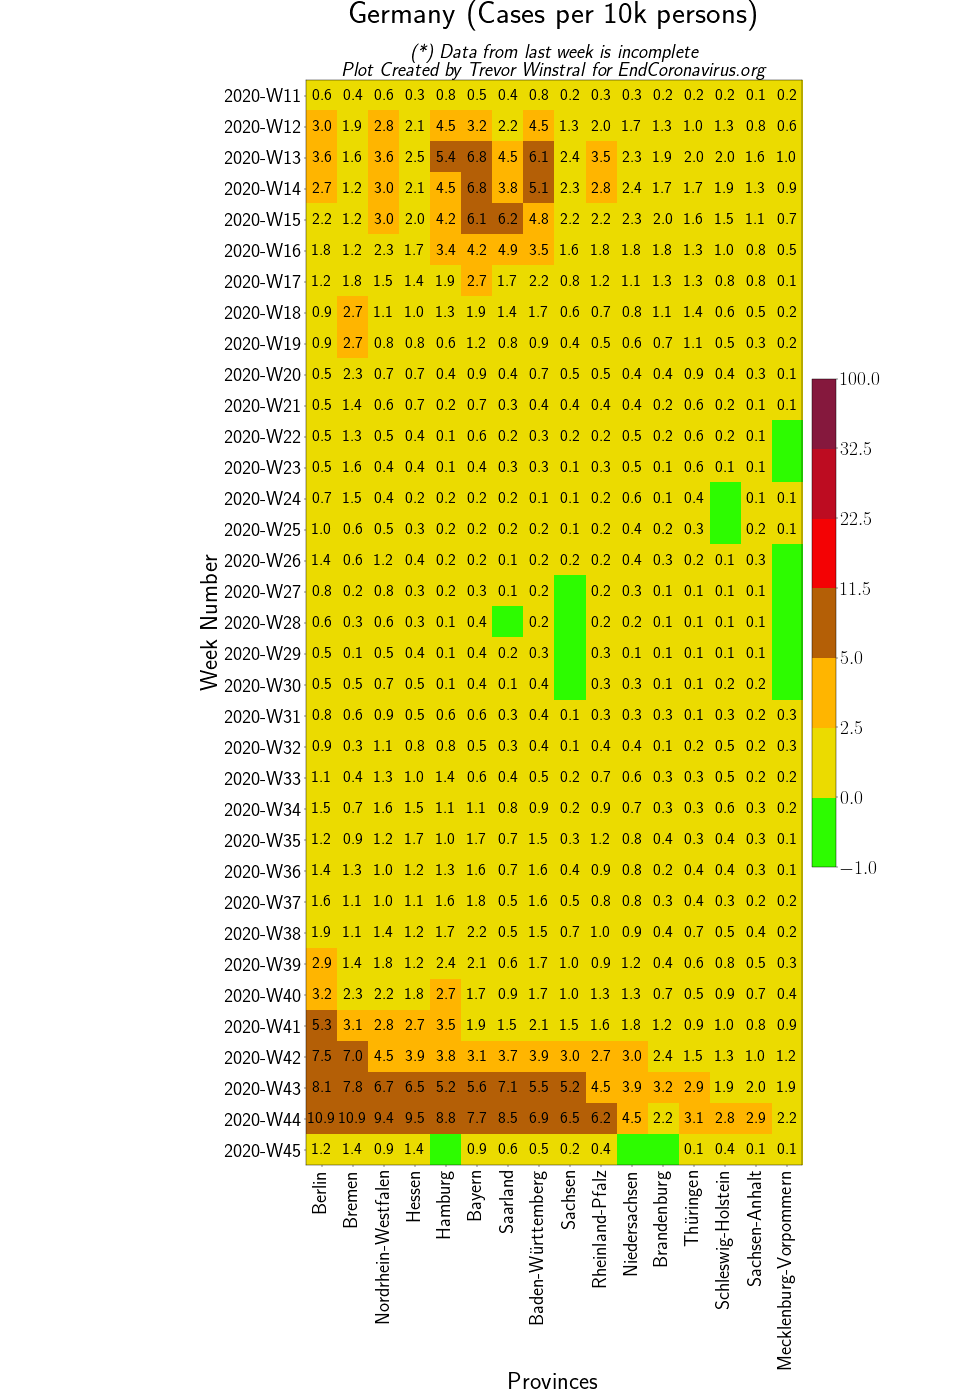 Germany (Cases per 10k persons)
(*) Data from last week is incomplete
Plot Created by Trevor Winstral for EndCoronavirus.org
2020-W11 0.6 0.4 0.6 0.3 0.8 0.5 0.4 0.8 0.2 0.3 0.3 0.2 0.2 0.2 0.1 0.2
2020-W12 3.0 1.9 2.8 2.1 4.5 3.2 2.2 4.5 1.3 2.0 1.7 1.3 1.0 1.3 0.8 0.6
2020-W13 3.6 1.6 3.6 2.5 5.4 6.8 4.5 6.1 2.4 3.5 2.3 1.9 2.0 2.0 1.6 1.0
2020-W14 2.7 1.2 3.0 2.1 4.5 6.8 3.8 5.1 2.3 2.8 2.4 1.7 1.7 1.9 1.3 0.9
2020-W15 2.2 1.2 3.0 2.0 4.2 6.1 6.2 4.8 2.2 2.2 2.3 2.0 1.6 1.5 1.1 0.7
2020-W16 1.8 1.2 2.3 1.7 3.4 4.2 4.9 3.5 1.6 1.8 1.8 1.8 1.3 1.0 0.8 0.5
2020-W17 1.2 1.8 1.5 1.4 1.9 2.7 1.7 2.2 0.8 1.2 1.1 1.3 1.3 0.8 0.8 0.1
2020-W18 0.9 2.7 1.1 1.0 1.3 1.9 1.4 1.7 0.6 0.7 0.8 1.1 1.4 0.6 0.5 0.2
2020-W19 0.9 2.7 0.8 0.8 0.6 1.2 0.8 0.9 0.4 0.5 0.6 0.7 1.1 0.5 0.3 0.2
2020-W20 0.5 2.3 0.7 0.7 0.4 0.9 0.4 0.7 0.5 0.5 0.4 0.4 0.9 0.4 0.3 0.1
2020-W21 0.5 1.4 0.6 0.7 0.2 0.7 0.3 0.4 0.4 0.4 0.4 0.2 0.6 0.2 0.1 0.1
2020-W22 0.5 1.3 0.5 0.4 0.1 0.6 0.2 0.3 0.2 0.2 0.5 0.2 0.6 0.2 0.1
2020-W23 0.5 1.6 0.4 0.4 0.1 0.4 0.3 0.3 0.1 0.3 0.5 0.1 0.6 0.1 0.1
2020-W24 0.7 1.5 0.4 0.2 0.2 0.2 0.2 0.1 0.1 0.2 0.6 0.1 0.4 0.1 0.1
2020-W25 1.0 0.6 0.5 0.3 0.2 0.2 0.2 0.2 0.1 0.2 0.4 0.2 0.3 0.2 0.1
2020-W26 1.4 0.6 1.2 0.4 0.2 0.2 0.1 0.2 0.2 0.2 0.4 0.3 0.2 0.1 0.3
2020-W27 0.8 0.2 0.8 0.3 0.2 0.3 0.1 0.2 0.2 0.3 0.1 0.1 0.1 0.1
2020-W28 0.6 0.3 0.6 0.3 0.1 0.4 0.2 0.2 0.2 0.1 0.1 0.1 0.1
2020-W29 0.5 0.1 0.5 0.4 0.1 0.4 0.2 0.3 0.3 0.1 0.1 0.1 0.1 0.1
2020-W30 0.5 0.5 0.7 0.5 0.1 0.4 0.1 0.4 0.3 0.3 0.1 0.1 0.2 0.2
2020-W31 0.8 0.6 0.9 0.5 0.6 0.6 0.3 0.4 0.1 0.3 0.3 0.3 0.1 0.3 0.2 0.3
2020-W32 0.9 0.3 1.1 0.8 0.8 0.5 0.3 0.4 0.1 0.4 0.4 0.1 0.2 0.5 0.2 0.3
2020-W33 1.1 0.4 1.3 1.0 1.4 0.6 0.4 0.5 0.2 0.7 0.6 0.3 0.3 0.5 0.2 0.2
2020-W34 1.5 0.7 1.6 1.5 1.1 1.1 0.8 0.9 0.2 0.9 0.7 0.3 0.3 0.6 0.3 0.2
2020-W35 1.2 0.9 1.2 1.7 1.0 1.7 0.7 1.5 0.3 1.2 0.8 0.4 0.3 0.4 0.3 0.1
2020-W36 1.4 1.3 1.0 1.2 1.3 1.6 0.7 1.6 0.4 0.9 0.8 0.2 0.4 0.4 0.3 0.1
2020-W37 1.6 1.1 1.0 1.1 1.6 1.8 0.5 1.6 0.5 0.8 0.8 0.3 0.4 0.3 0.2 0.2
2020-W38 1.9 1.1 1.4 1.2 1.7 2.2 0.5 1.5 0.7 1.0 0.9 0.4 0.7 0.5 0.4 0.2
2020-W39 2.9 1.4 1.8 1.2 2.4 2.1 0.6 1.7 1.0 0.9 1.2 0.4 0.6 0.8 0.5 0.3
2020-W40 3.2 2.3 2.2 1.8 2.7 1.7 0.9 1.7 1.0 1.3 1.3 0.7 0.5 0.9 0.7 0.4
2020-W41 5.3 3.1 2.8 2.7 3.5 1.9 1.5 2.1 1.5 1.6 1.8 1.2 0.9 1.0 0.8 0.9
2020-W42 7.5 7.0 4.5 3.9 3.8 3.1 3.7 3.9 3.0 2.7 3.0 2.4 1.5 1.3 1.0 1.2
2020-W43 8.1 7.8 6.7 6.5 5.2 5.6 7.1 5.5 5.2 4.5 3.9 3.2 2.9 1.9 2.0 1.9
2020-W44 10.9 10.9 9.4 9.5 8.8 7.7 8.5 6.9 6.5 6.2 4.5 2.2 3.1 2.8 2.9 2.2
2020-W45 1.2 1.4 0.9 1.4 0.9 0.6 0.5 0.2 0.4 0.1 0.4 0.1 0.1
Week Number
Berlin
Bremen
Nordrhein-Westfalen
Hessen
Hamburg
Bayern
Saarland
Baden-Württemberg
Sachsen
Rheinland-Pfalz
Niedersachsen
Brandenburg
Thüringen
Schleswig-Holstein
Sachsen-Anhalt
Mecklenburg-Vorpommern
Provinces
100.0
32.5
22.5
11.5
5.0
2.5
0.0
−1.0